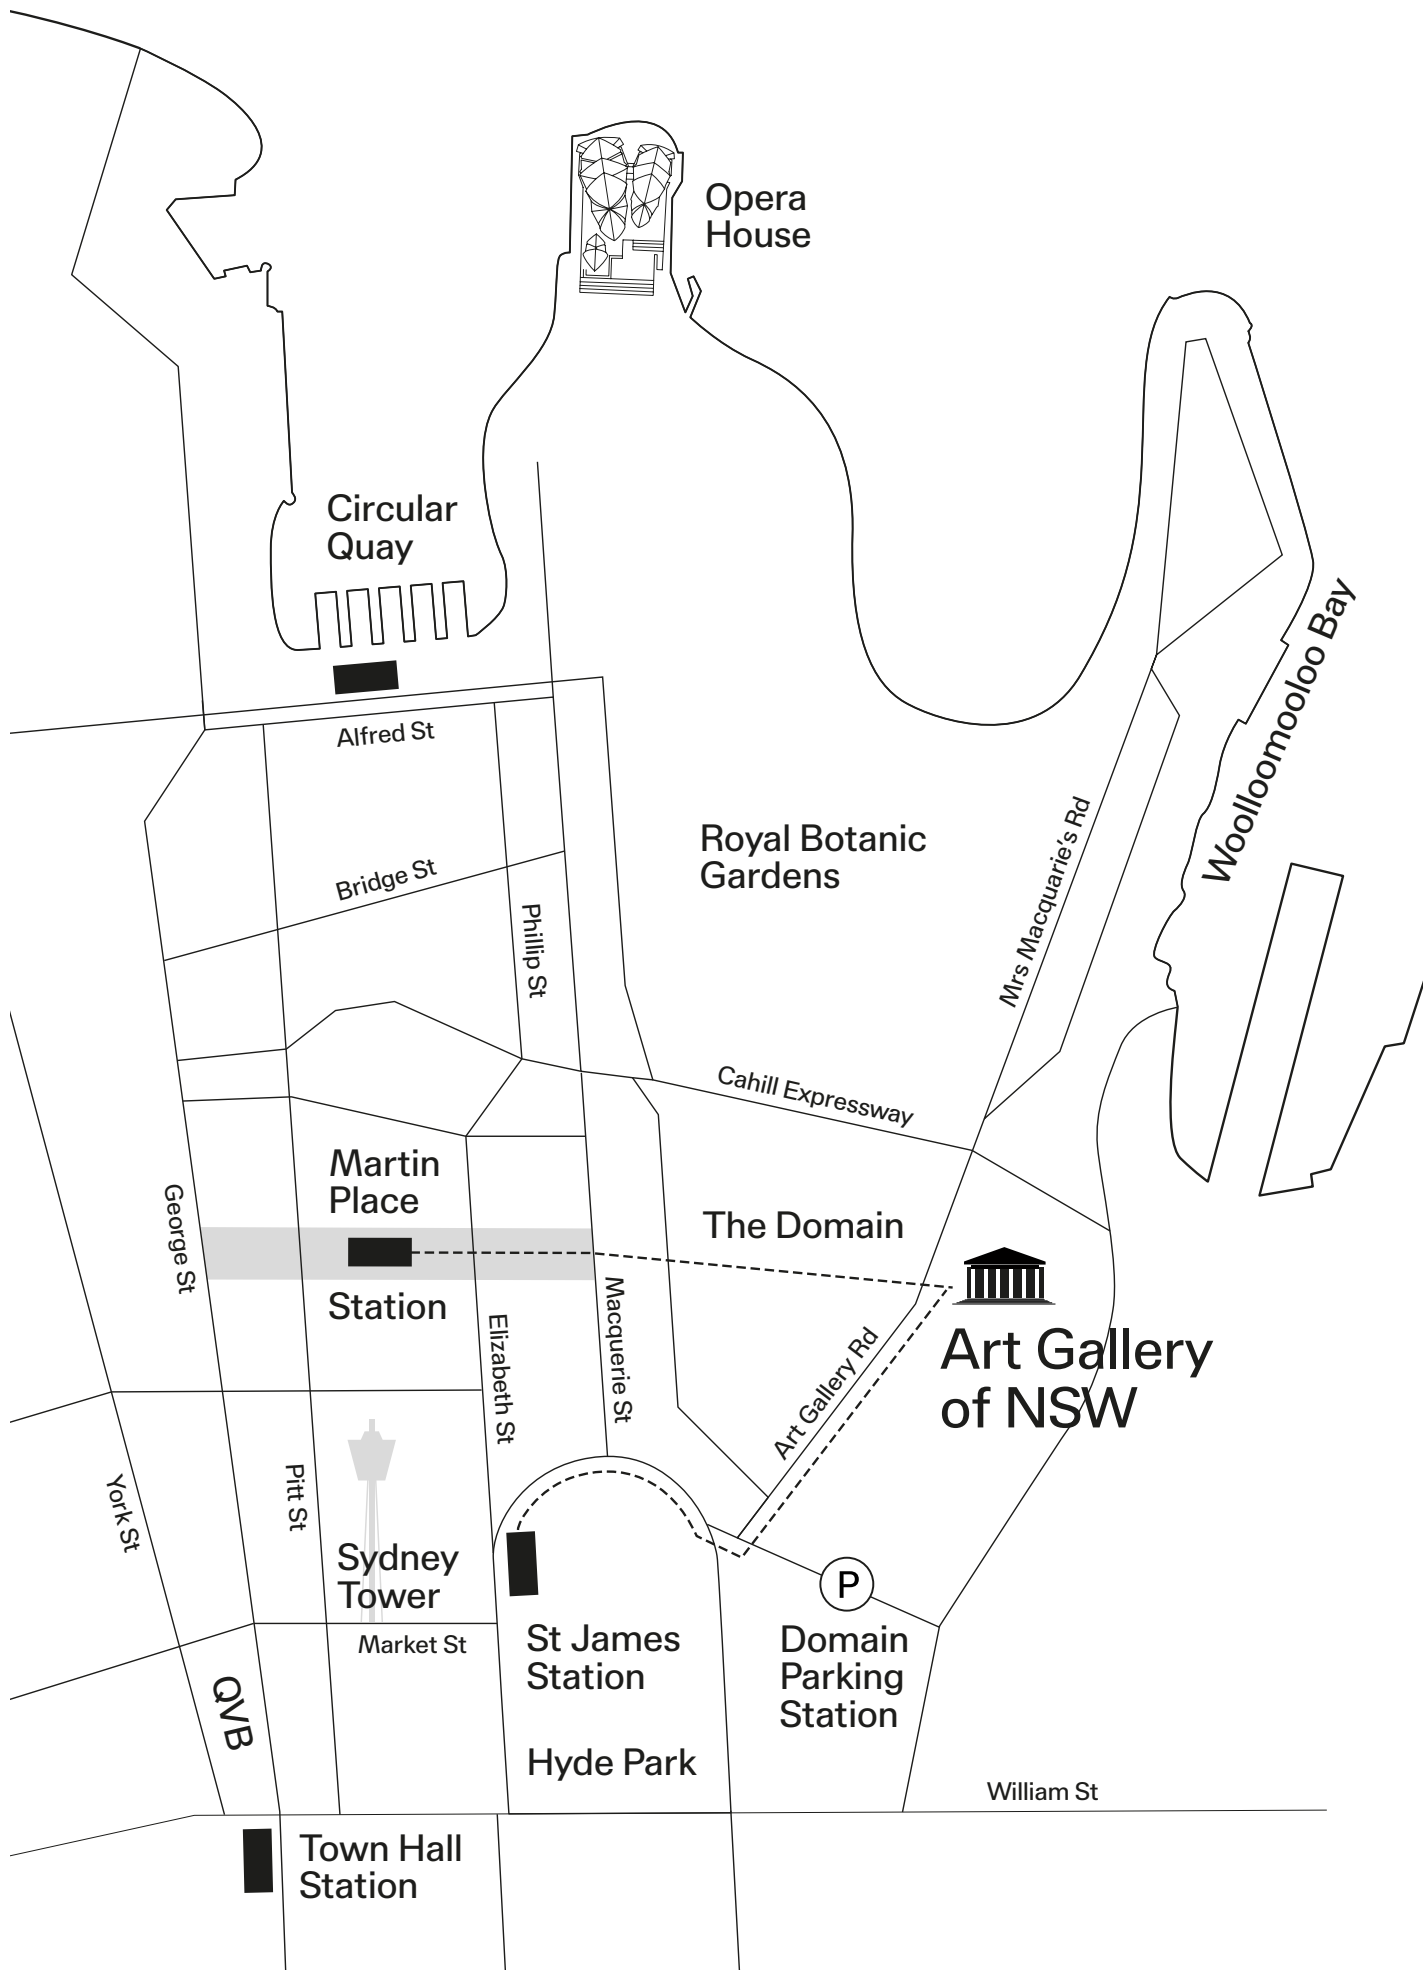 Opera
House
Circular
Quay
Woolloomooloo Bay
Alfred St
Royal Botanic
Gardens
Mrs Macquarie's Rd
Bridge St
Phillip St
Cahill Expressway
Martin
Place
George St
The Domain
Station
Macquerie St
Elizabeth St
Art Gallery Rd
Art Gallery
of NSW
York St
Pitt St
Sydney
Tower
P
Market St
St James
Station
Domain
Parking
Station
QVB
Hyde Park
William St
Town Hall
Station